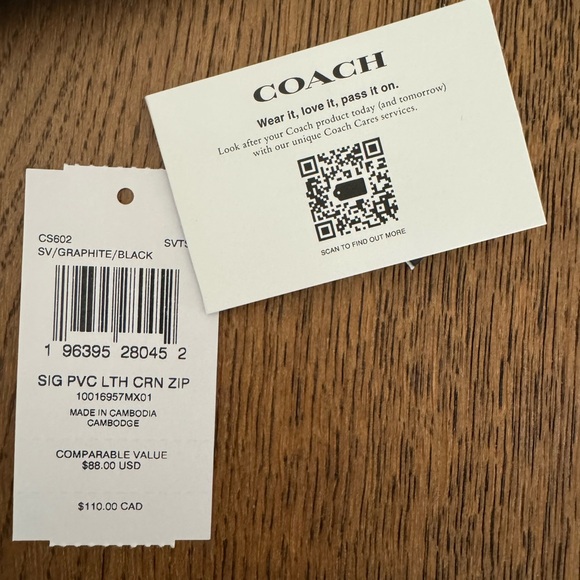 COACH
Wear it, love it, pass it on.
Look after your Coach product today (and tomorrow)
with our unique Coach Cares services.
SCAN TO FIND OUT MORE
CS602
SV/GRAPHITE/BLACK
1 96395 28045 2
SIG PVC LTH CRN ZIP
10016957MX01
MADE IN CAMBODIA
CAMBODGE
COMPARABLE VALUE
$88.00 USD
$110.00 CAD